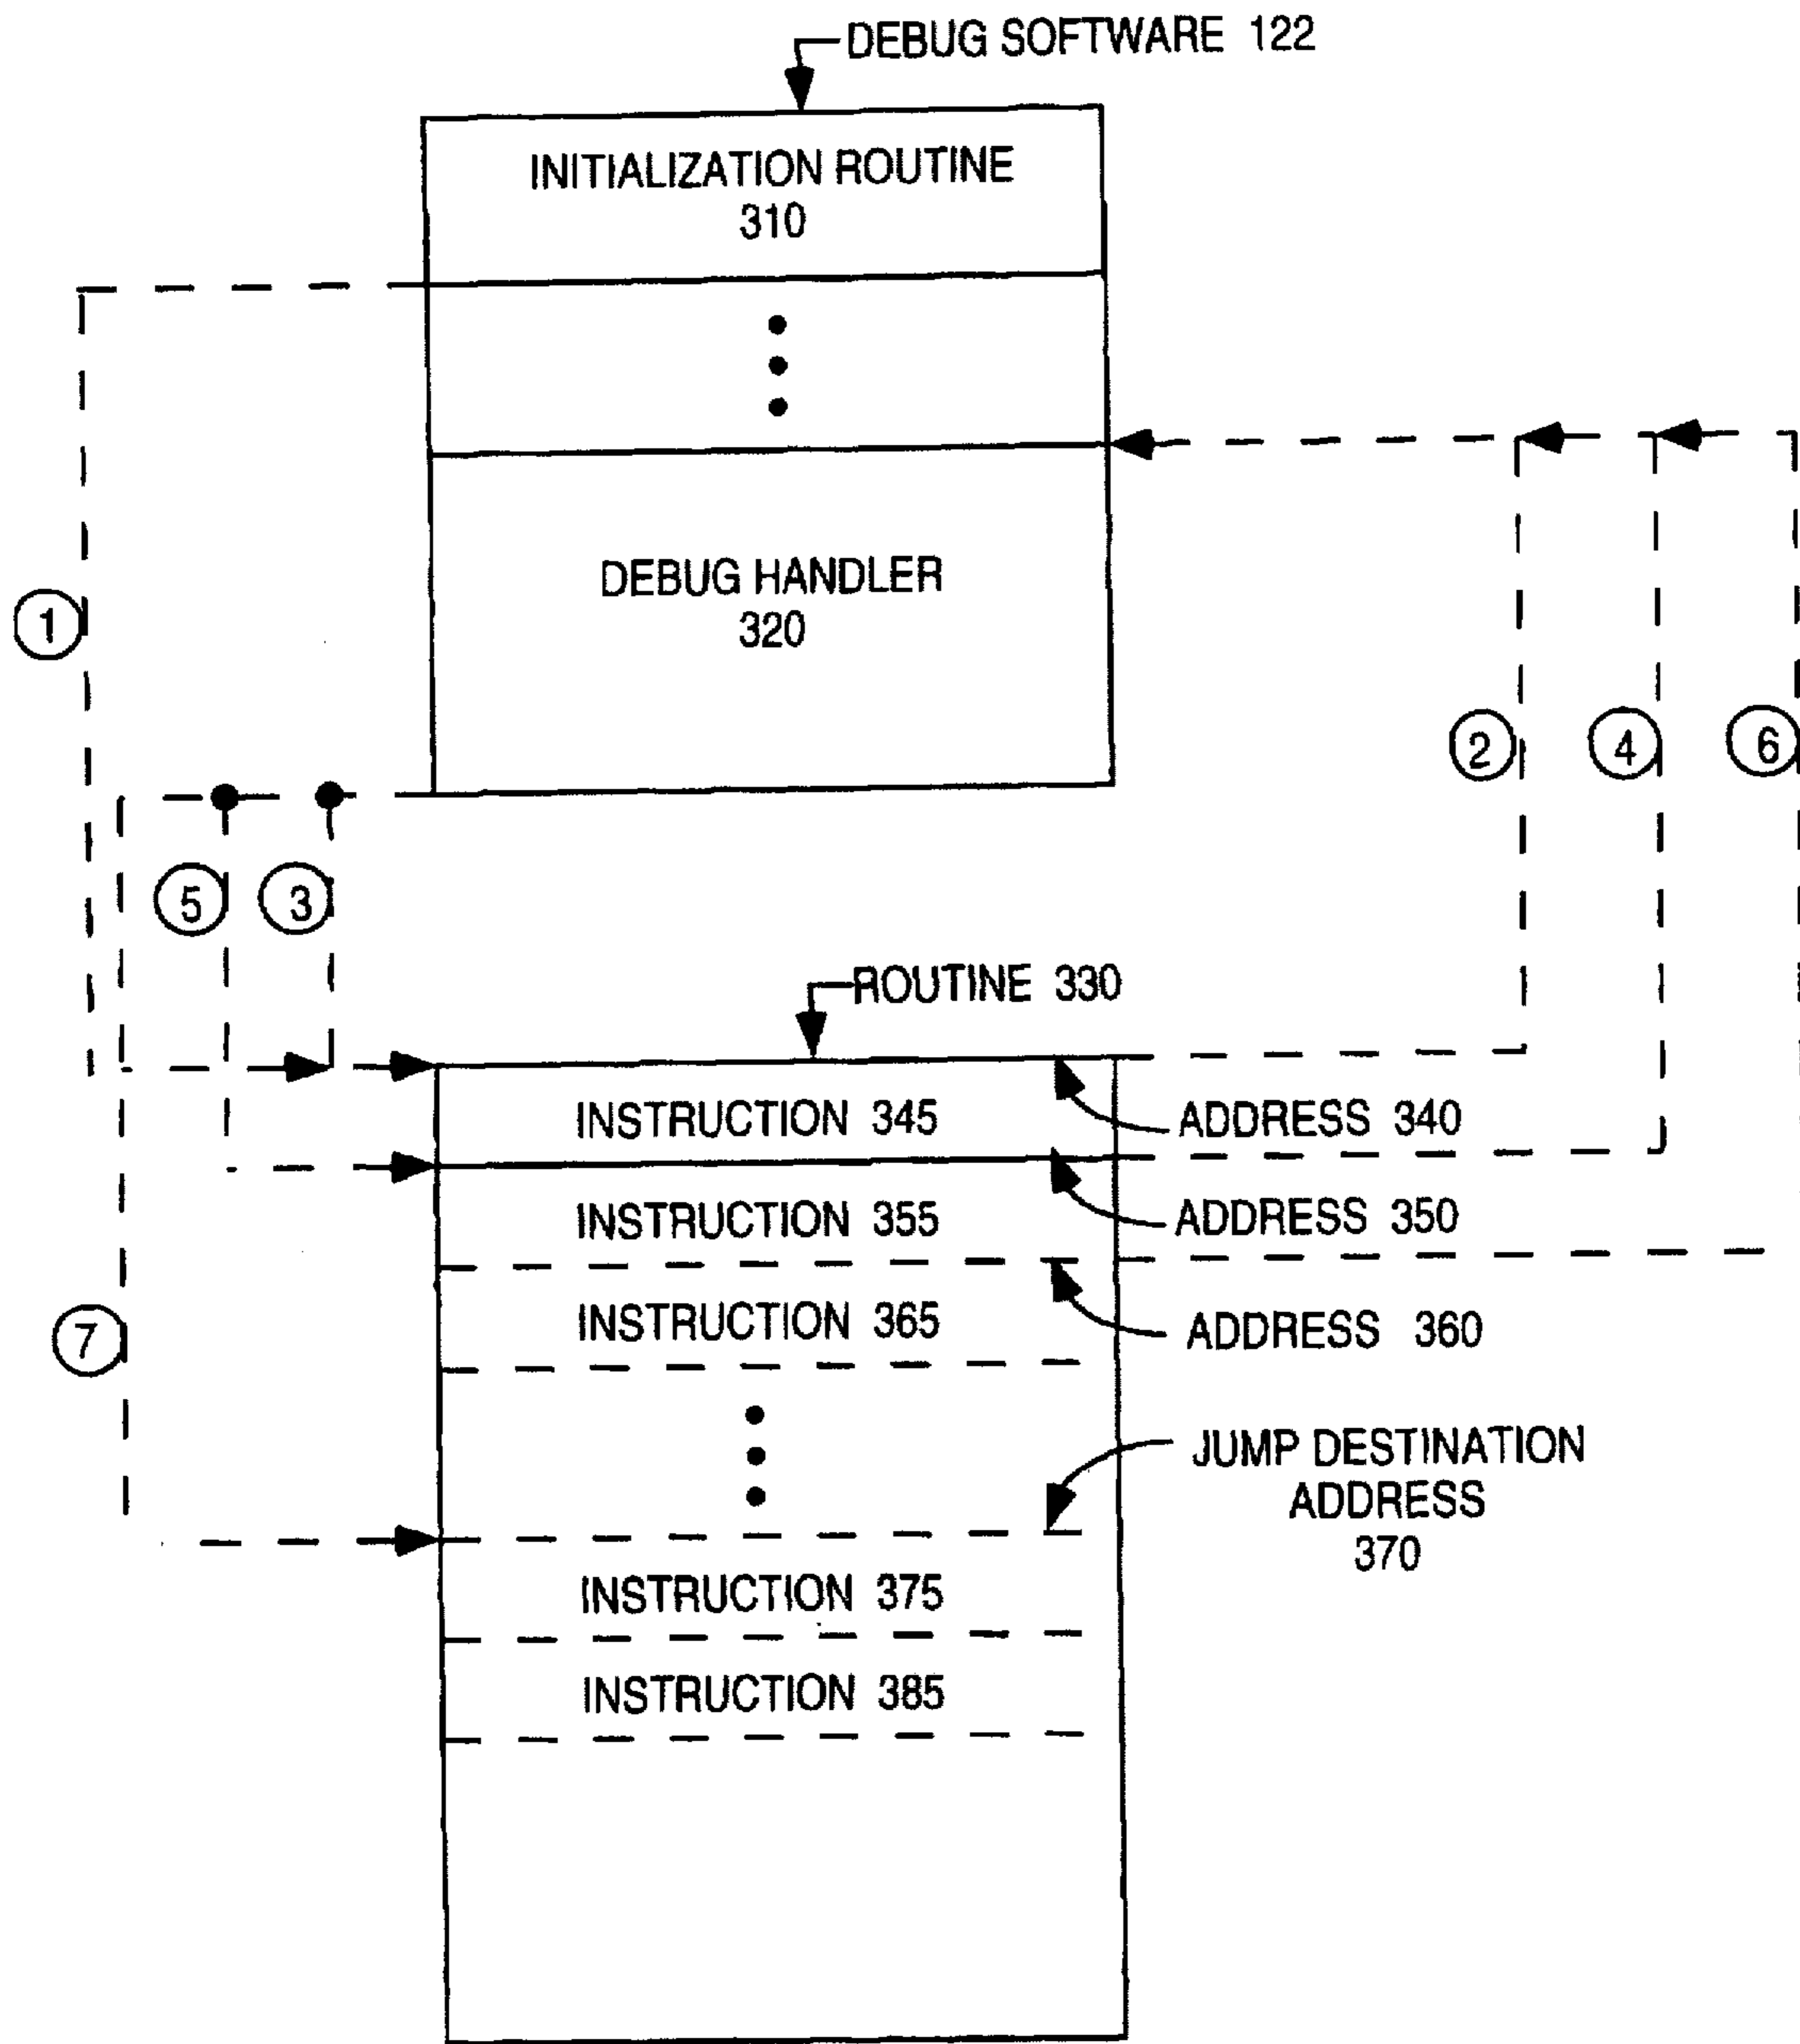 DEBUG SOFTWARE 122
INITIALIZATION ROUTINE
310
DEBUG HANDLER
320
1
2
4
6
5
3
ROUTINE 330
INSTRUCTION 345
ADDRESS 340
INSTRUCTION 355
ADDRESS 350
INSTRUCTION 365
ADDRESS 360
7
JUMP DESTINATION
ADDRESS
370
INSTRUCTION 375
INSTRUCTION 385